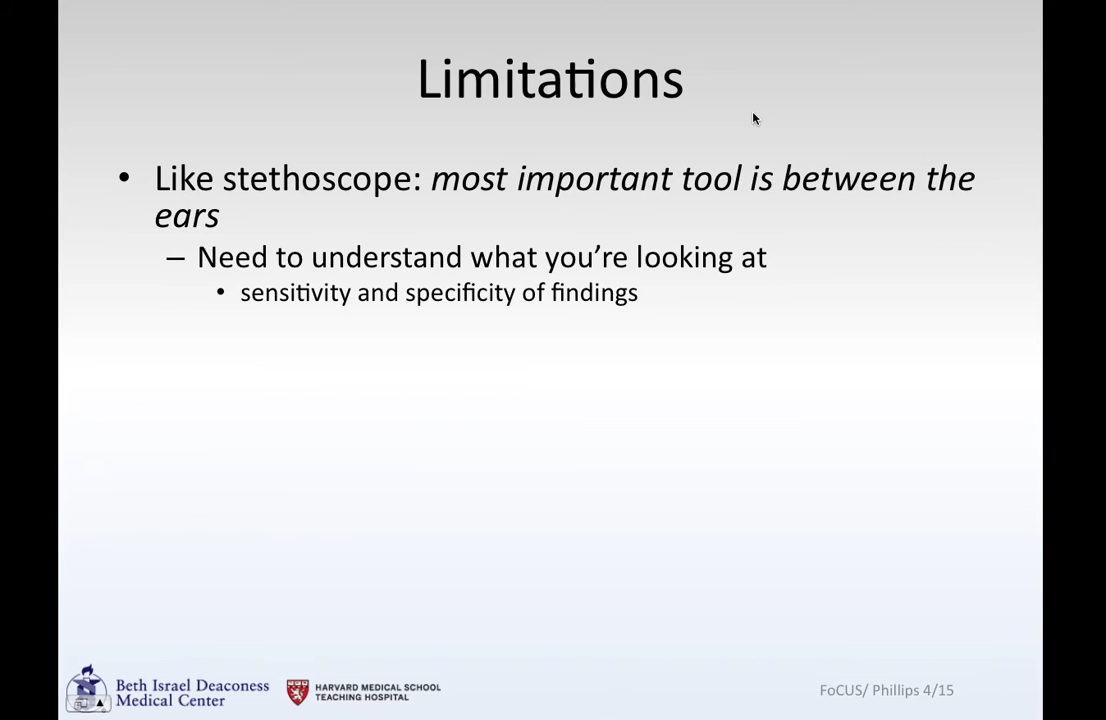 Limitations
• Like stethoscope: most important tool is between the
ears
– Need to understand what you're looking at
• sensitivity and specificity of findings
Beth Israel Deaconess
Medical Center
HARVARD MEDICAL SCHOOL
TEACHING HOSPITAL
FoCUS/ Phillips 4/15